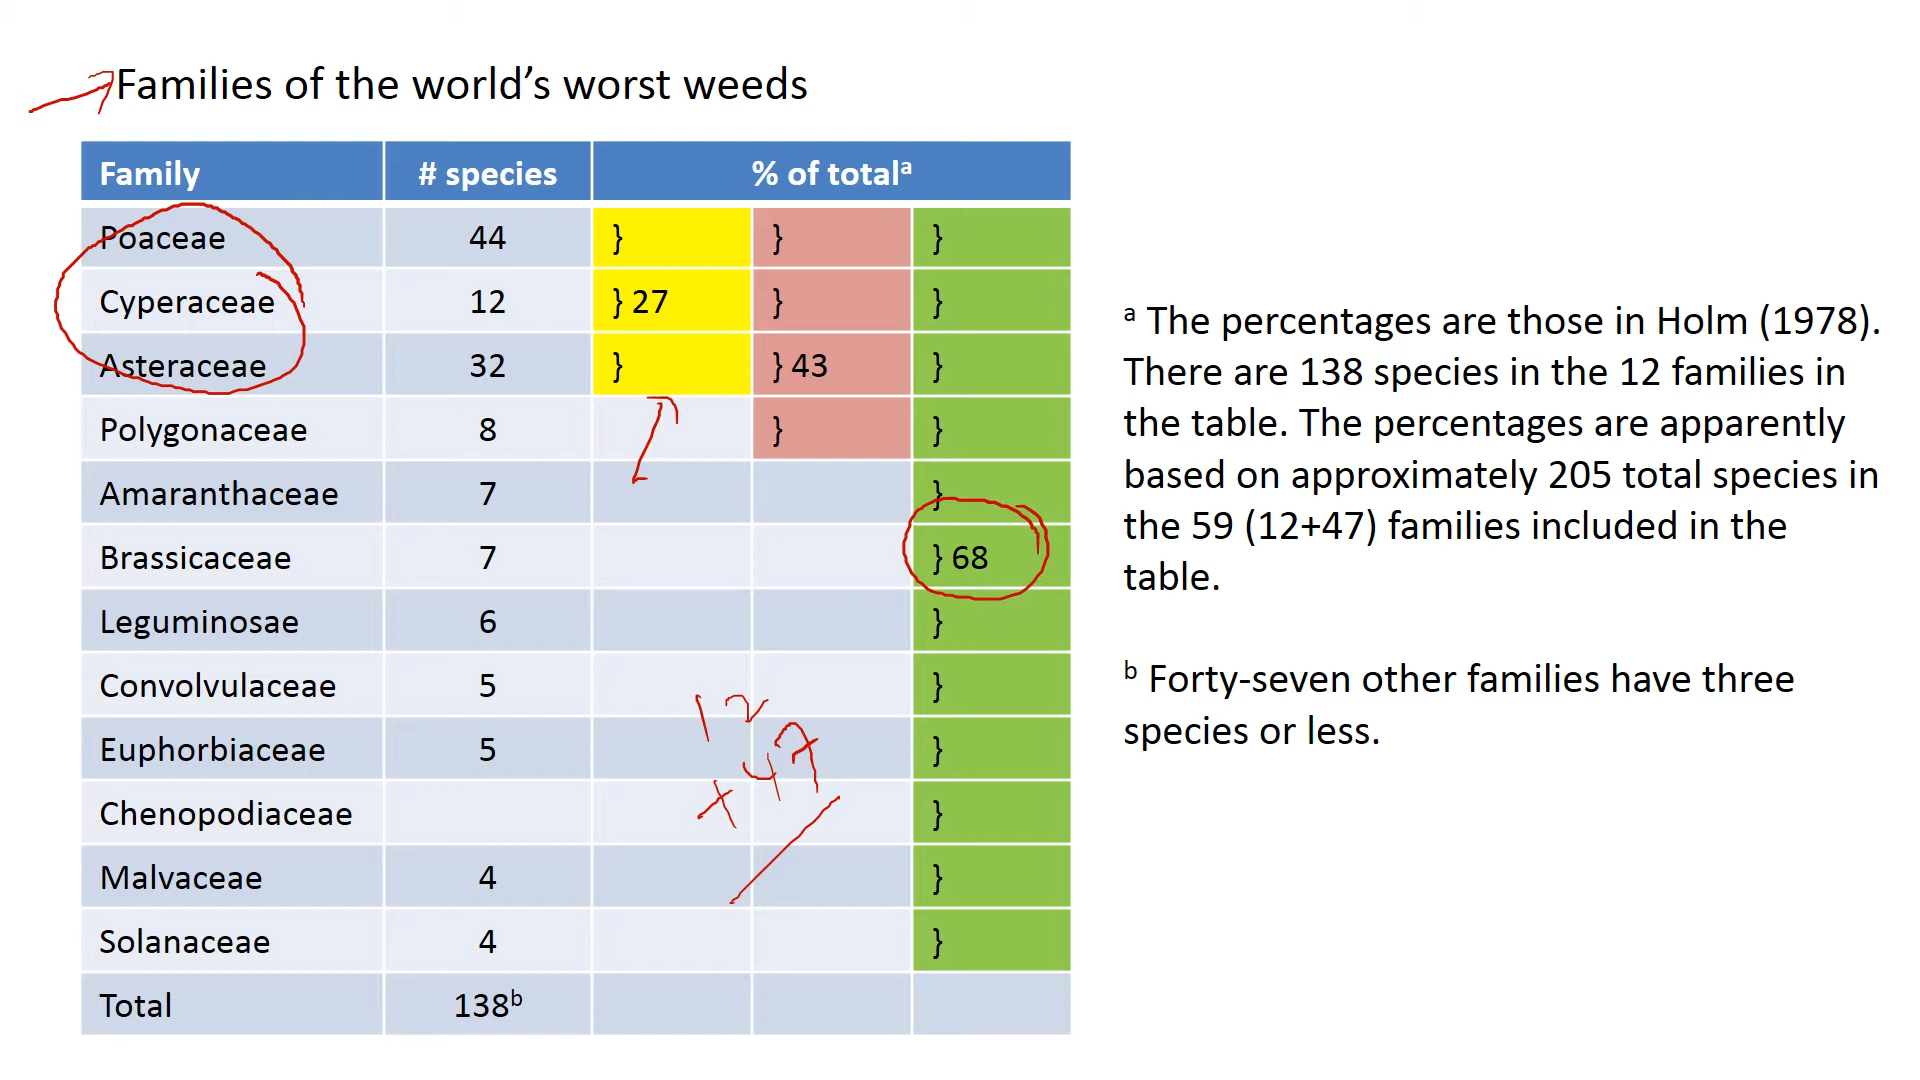 Families of the world's worst weeds
Family # species % of totalᵃ
Poaceae 44 } } }
Cyperaceae 12 } 27 } }
Asteraceae 32 } } 43 }
Polygonaceae 8 } }
Amaranthaceae 7 }
Brassicaceae 7 } 68
Leguminosae 6 }
Convolvulaceae 5 }
Euphorbiaceae 5 }
Chenopodiaceae }
Malvaceae 4 }
Solanaceae 4 }
Total 138ᵇ
12
+47
ᵃ The percentages are those in Holm (1978).
There are 138 species in the 12 families in
the table. The percentages are apparently
based on approximately 205 total species in
the 59 (12+47) families included in the
table.
ᵇ Forty-seven other families have three
species or less.